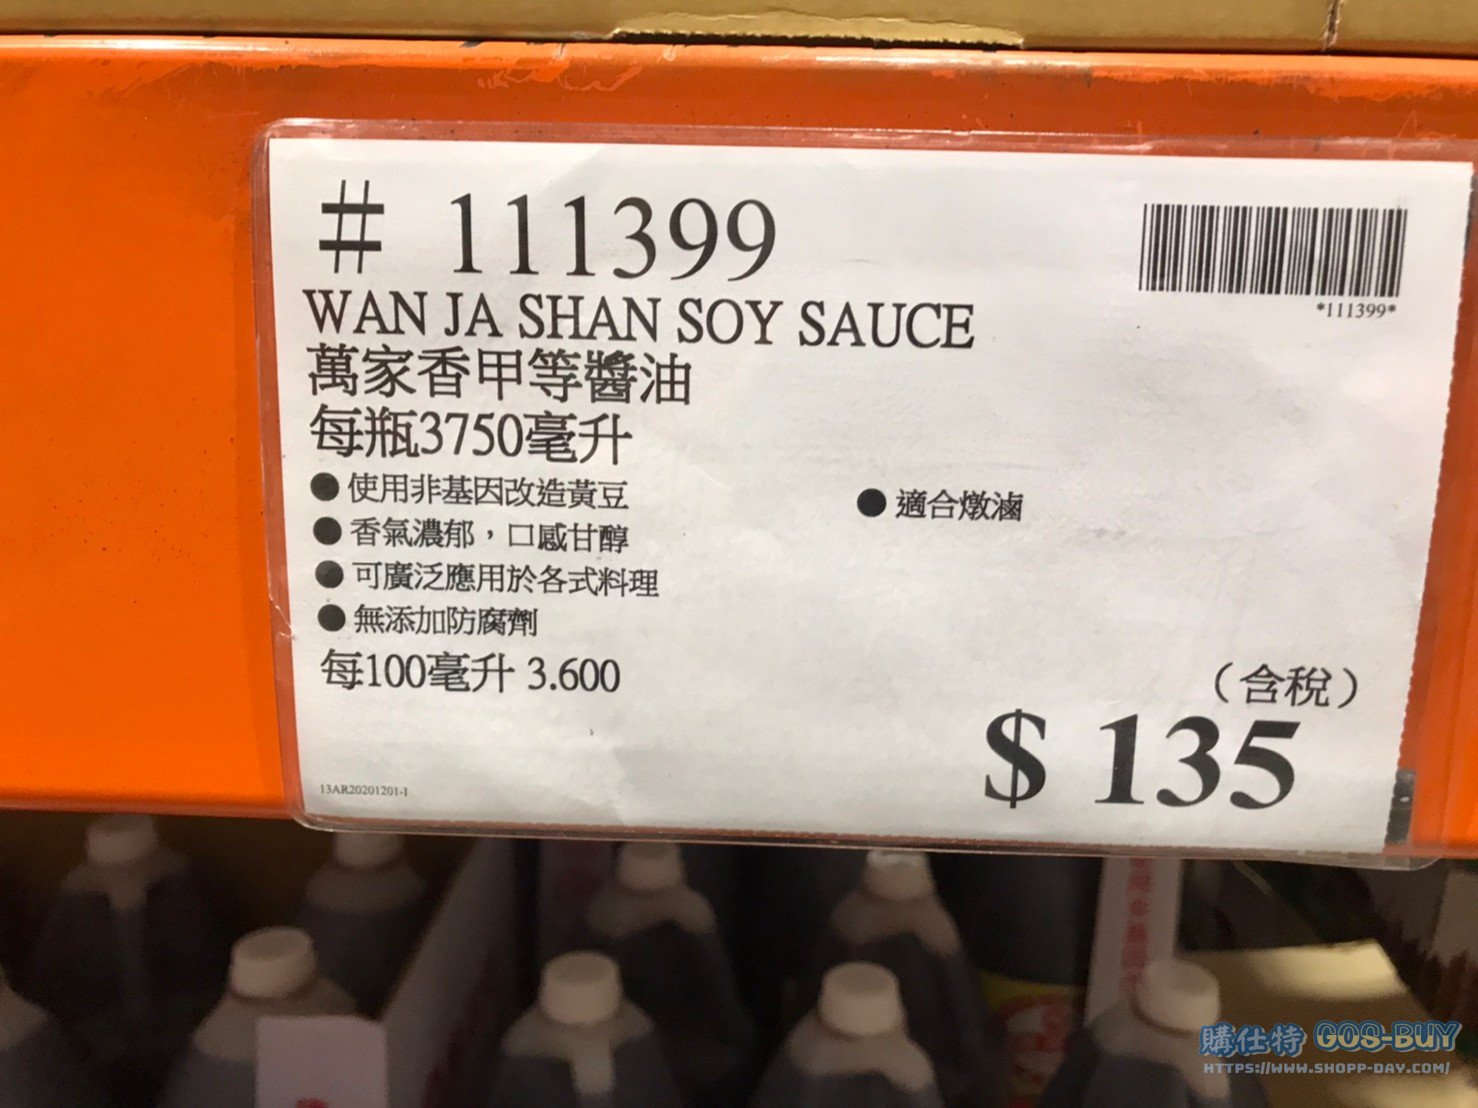 # 111399
*111399*
WAN JA SHAN SOY SAUCE
萬家香甲等醬油
每瓶3750毫升
●使用非基因改造黃豆
●適合燉滷
●香氣濃郁，口感甘醇
●可廣泛應用於各式料理
●無添加防腐劑
每100毫升 3.600
（含稅）
$ 135
13AR20201201-1
購仕特 GOS-BUY
HTTPS://WWW.SHOPP-DAY.COM/